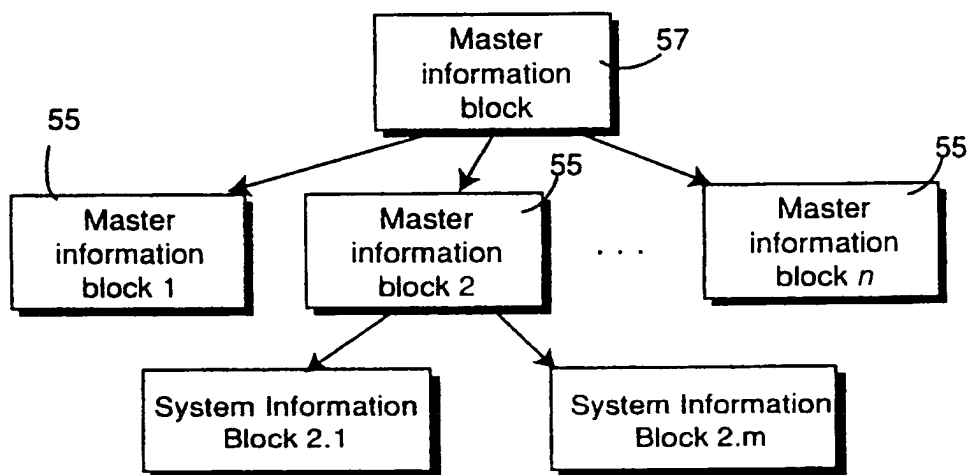 Master
information
block
57
55
Master
information
block 1
55
Master
information
block 2
. . .
55
Master
information
block n
System Information
Block 2.1
System Information
Block 2.m